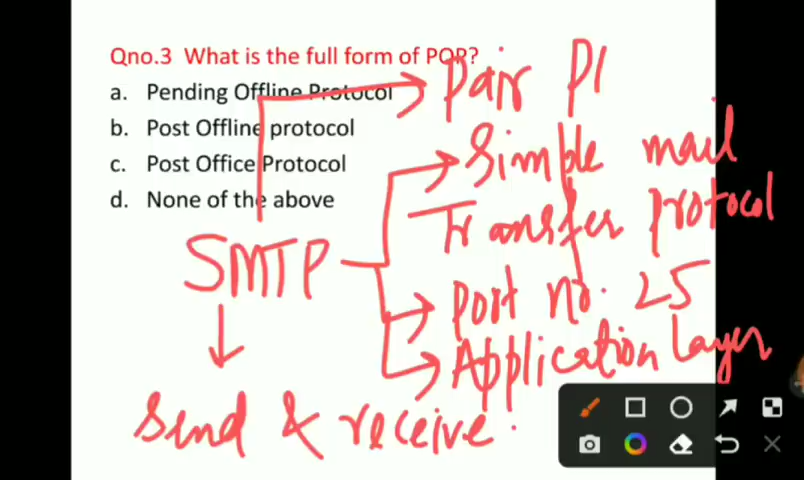 Qno.3 What is the full form of POP?
a. Pending Offline Protocol
b. Post Offline protocol
c. Post Office Protocol
d. None of the above
Pair Pl
Simple mail
Transfer protocol
SMTP
Port no. 25
Application Layer
Send & receive.